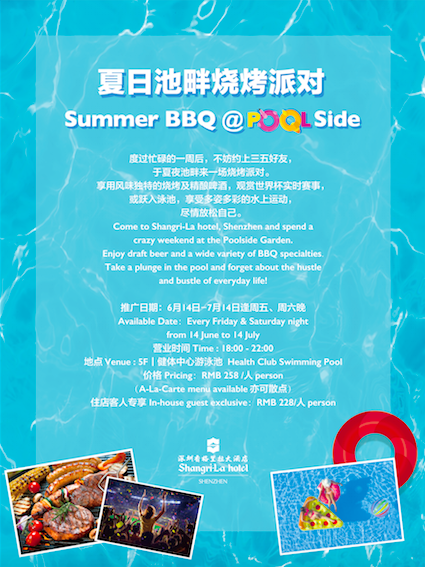 夏日池畔烧烤派对
Summer BBQ @ POOL Side
度过忙碌的一周后，不妨约上三五好友，
于夏夜池畔来一场烧烤派对。
享用风味独特的烧烤及精酿啤酒，观赏世界杯实时赛事，
或跃入泳池，享受多姿多彩的水上运动，
尽情放松自己。
Come to Shangri-La hotel, Shenzhen and spend a
crazy weekend at the Poolside Garden.
Enjoy draft beer and a wide variety of BBQ specialties.
Take a plunge in the pool and forget about the hustle
and bustle of everyday life!
推广日期：6月14日-7月14日逢周五、周六晚
Available Date：Every Friday & Saturday night
from 14 June to 14 July
营业时间 Time : 18:00 - 22:00
地点 Venue : 5F｜健体中心游泳池 Health Club Swimming Pool
价格 Pricing：RMB 258 /人 person
（A-La-Carte menu available 亦可散点）
住店客人专享 In-house guest exclusive：RMB 228/人 person
深圳香格里拉大酒店
Shangri-La hotel
SHENZHEN